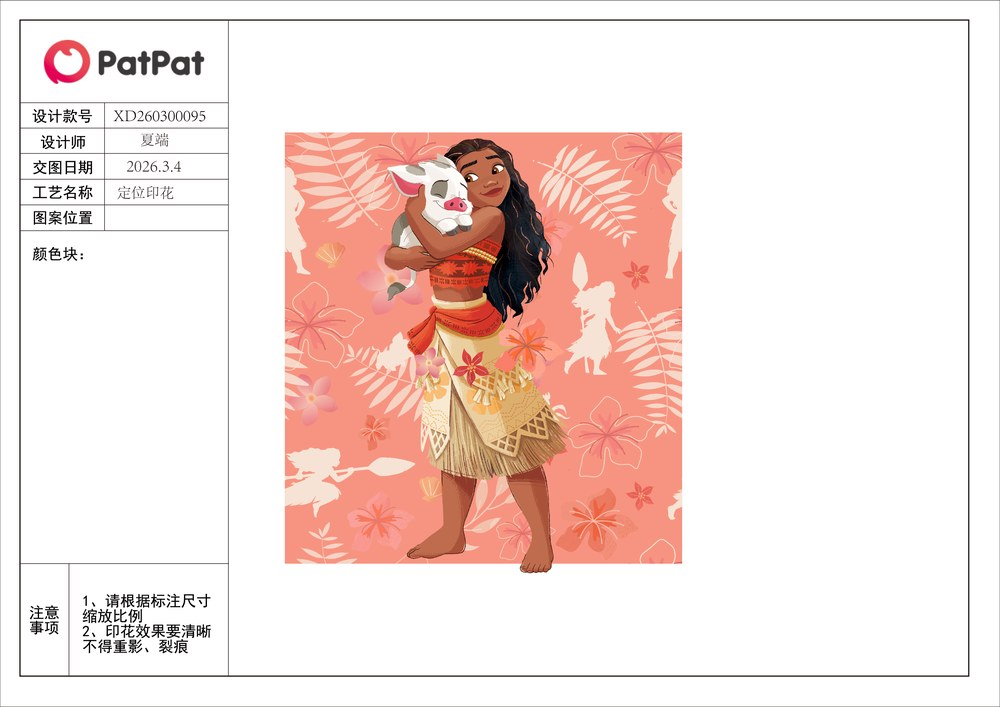 PatPat
设计款号 XD260300095
设计师 夏端
交图日期 2026.3.4
工艺名称 定位印花
图案位置
颜色块：
注意
事项
1、请根据标注尺寸
缩放比例
2、印花效果要清晰
不得重影、裂痕